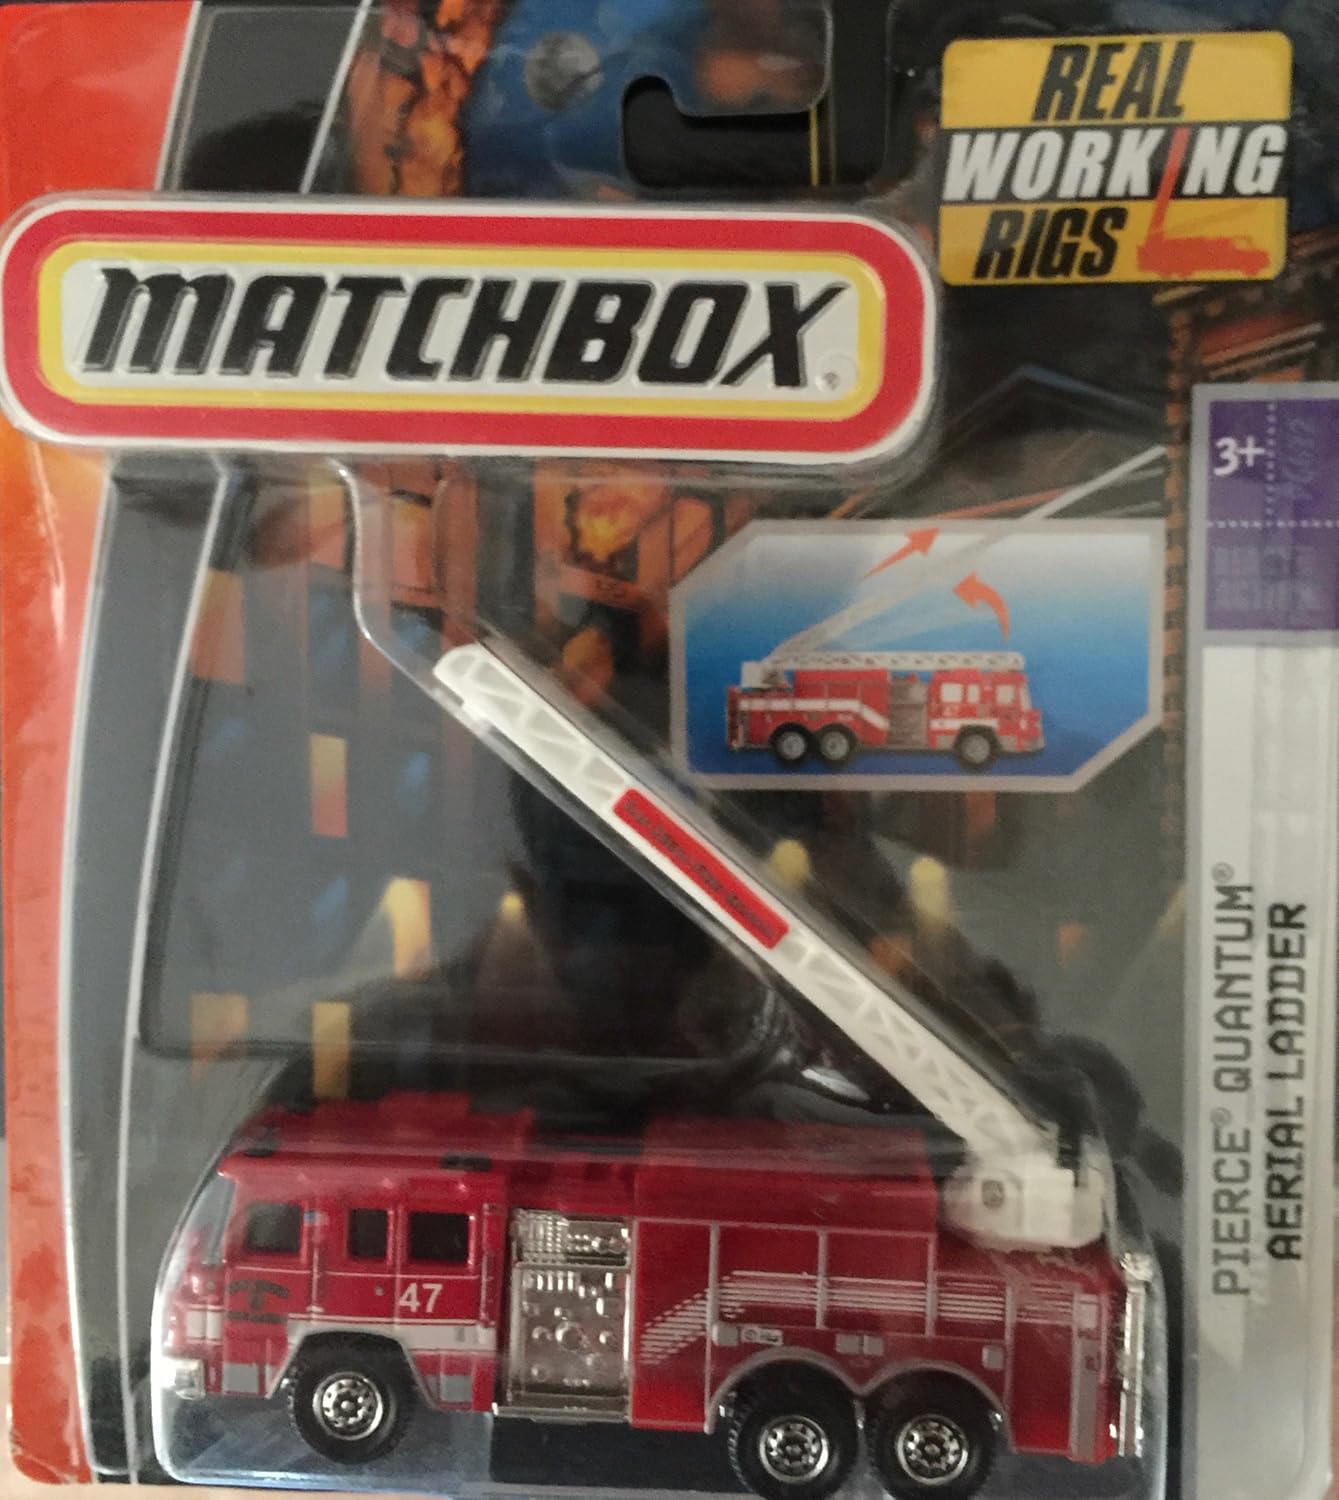 REAL
WORKING
RIGS
MATCHBOX®
3+
PIERCE® QUANTUM®
AERIAL LADDER
47